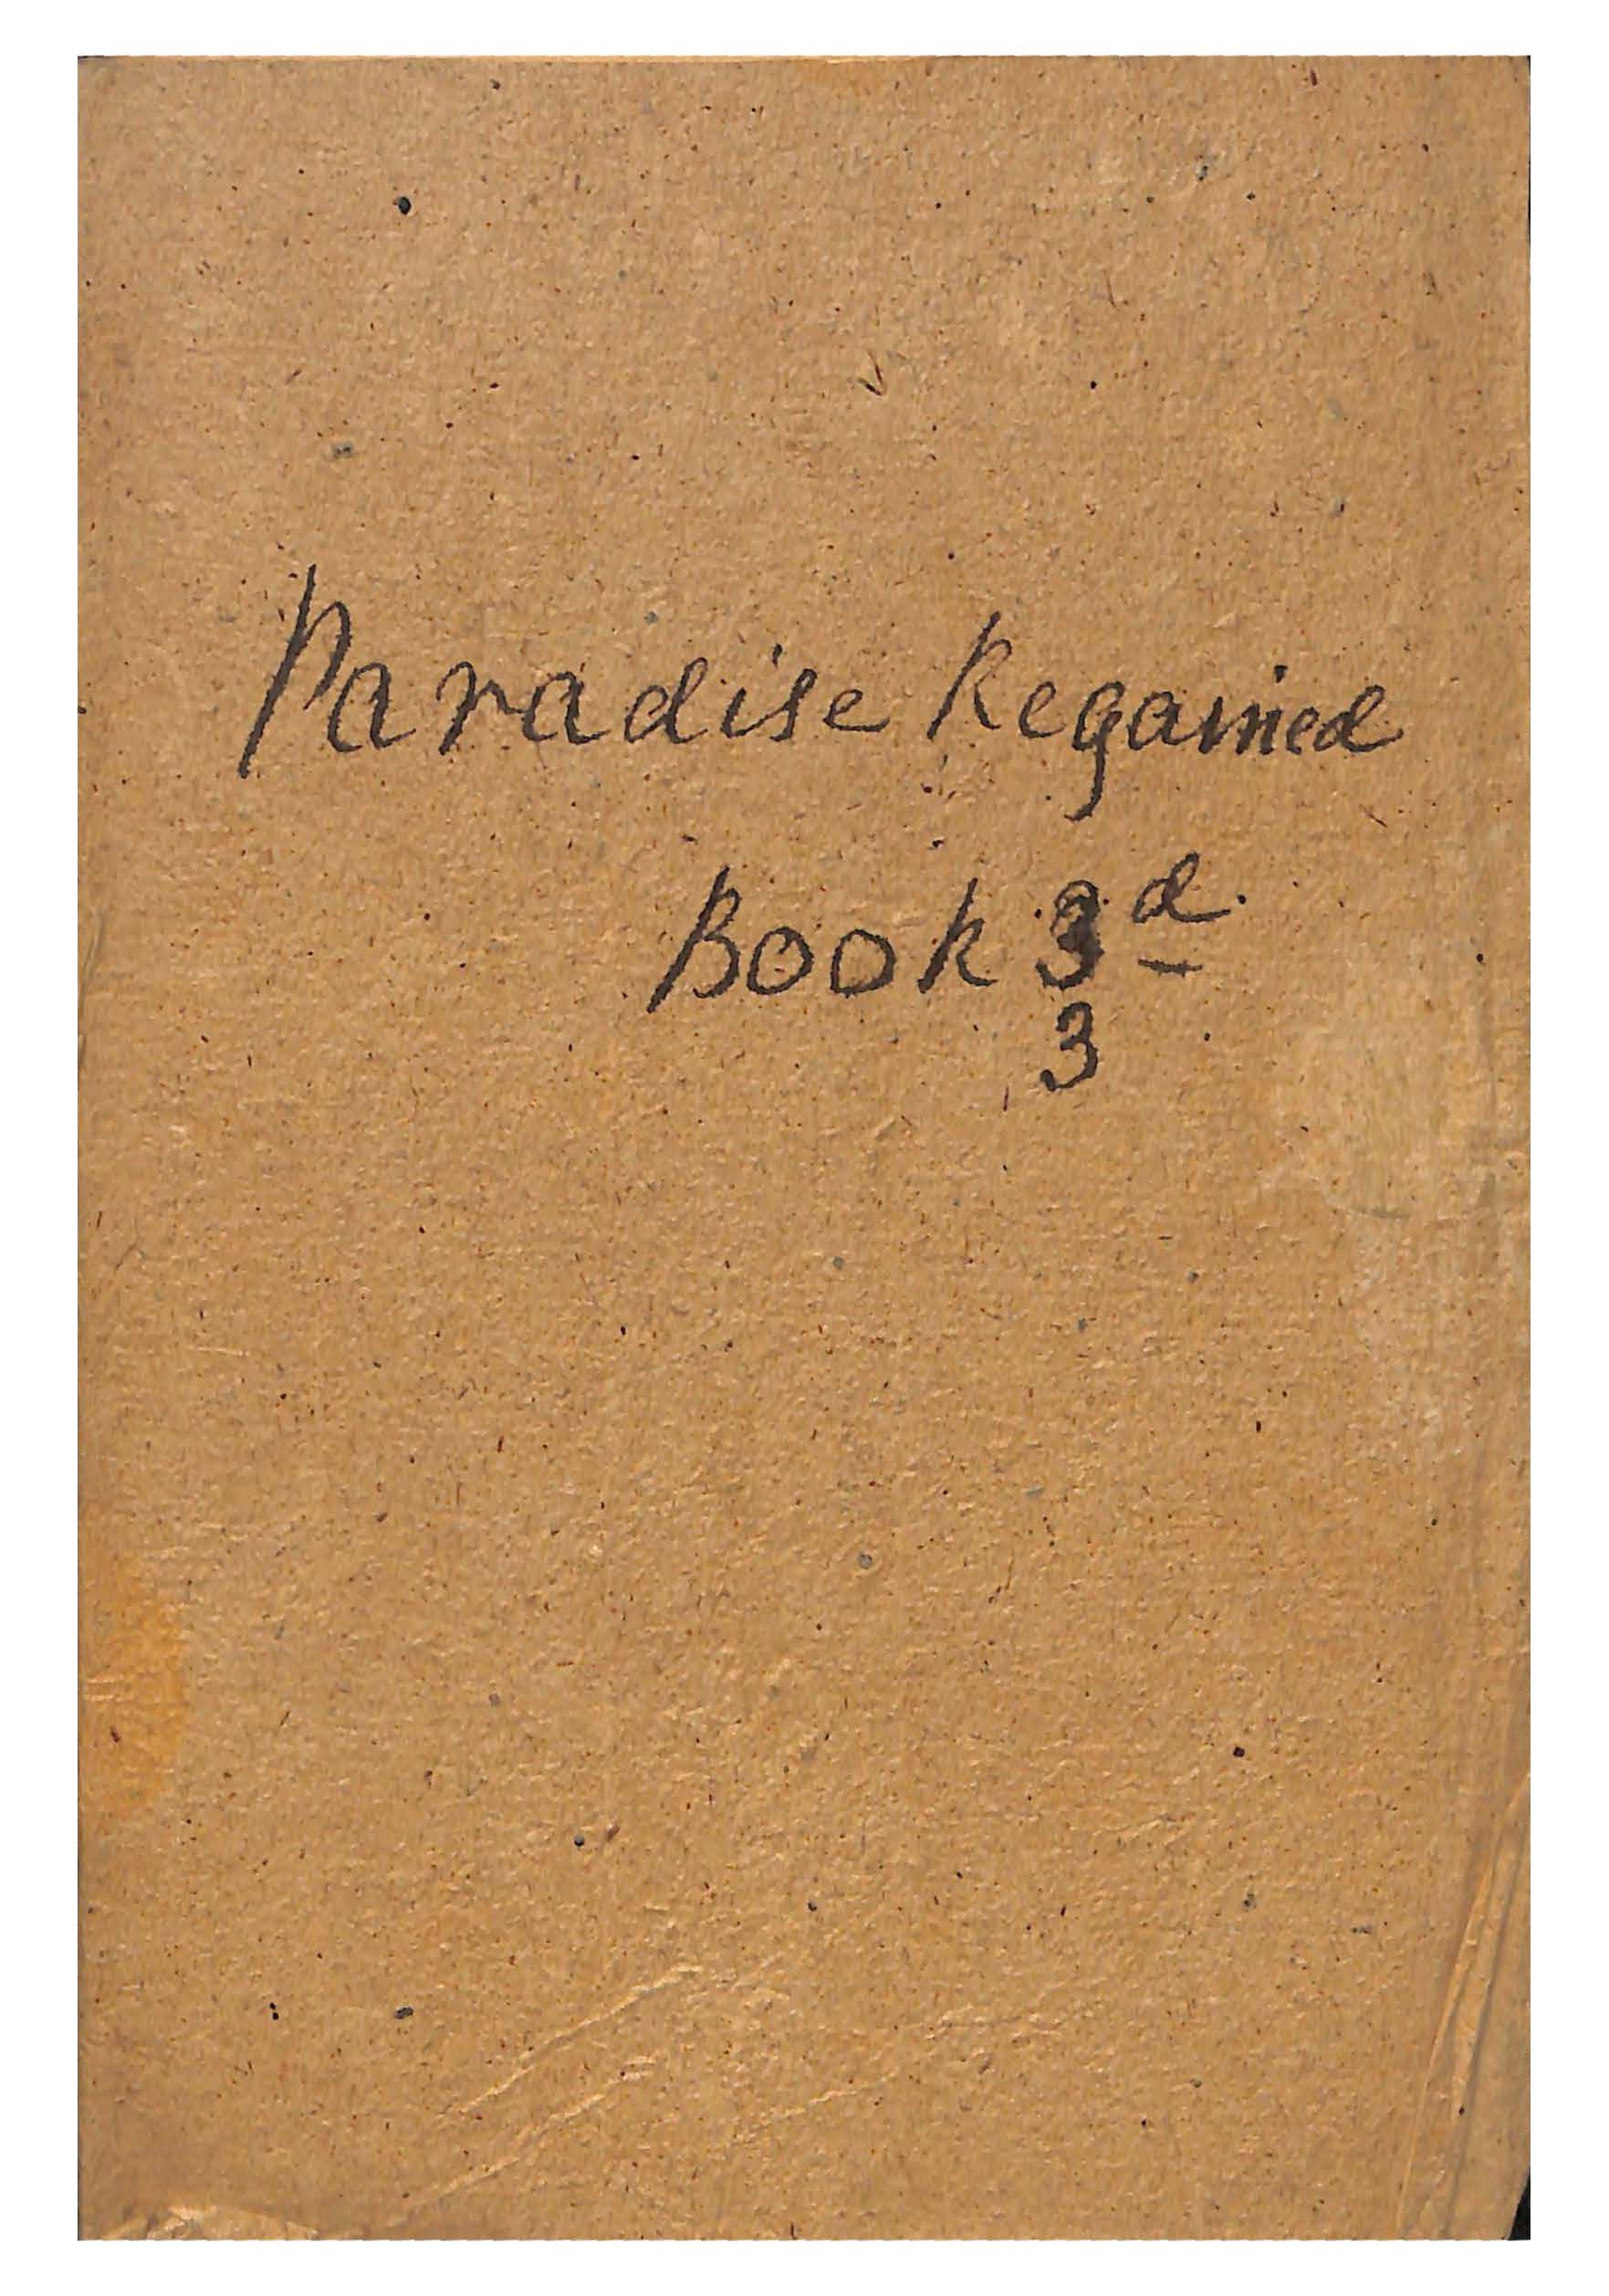 Paradise Regained
Book 3d.
3